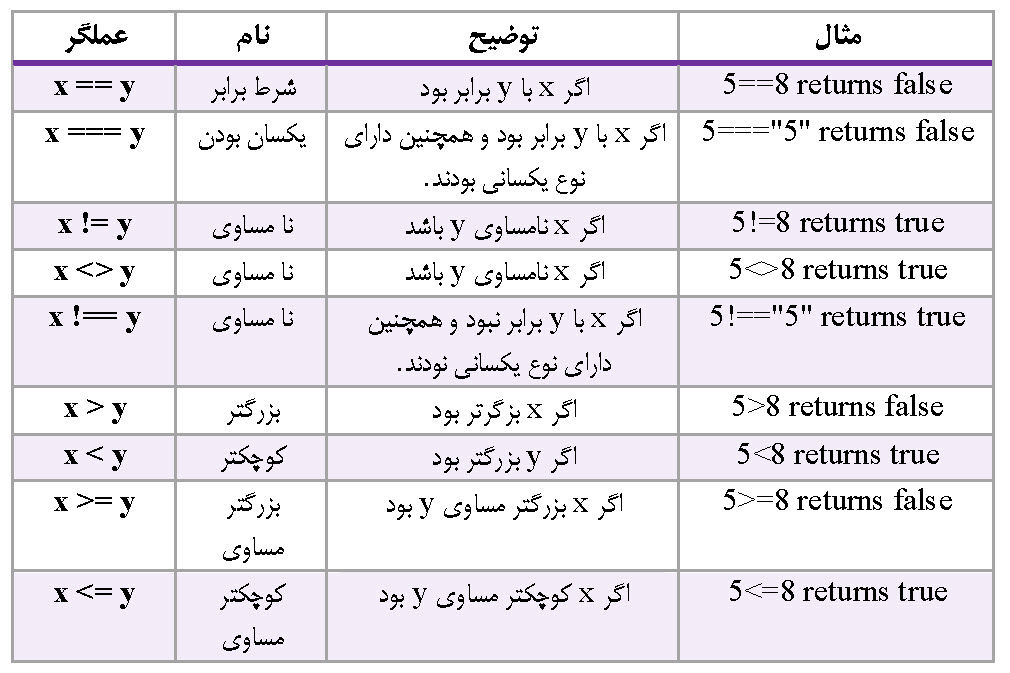 عملگر نام توضیح مثال
x == y شرط برابر اگر x با y برابر بود 5==8 returns false
x === y یکسان بودن اگر x با y برابر بود و همچنین دارای 5==="5" returns false
نوع یکسانی بودند.
x != y نا مساوی اگر x نامساوی y باشد 5!=8 returns true
x <> y نا مساوی اگر x نامساوی y باشد 5<>8 returns true
x !== y نا مساوی اگر x با y برابر نبود و همچنین 5!=="5" returns true
دارای نوع یکسانی نودند.
x > y بزرگتر اگر x بزگرتر بود 5>8 returns false
x < y کوچکتر اگر y بزرگتر بود 5<8 returns true
x >= y بزرگتر اگر x بزرگتر مساوی y بود 5>=8 returns false
مساوی
x <= y کوچکتر اگر x کوچکتر مساوی y بود 5<=8 returns true
مساوی